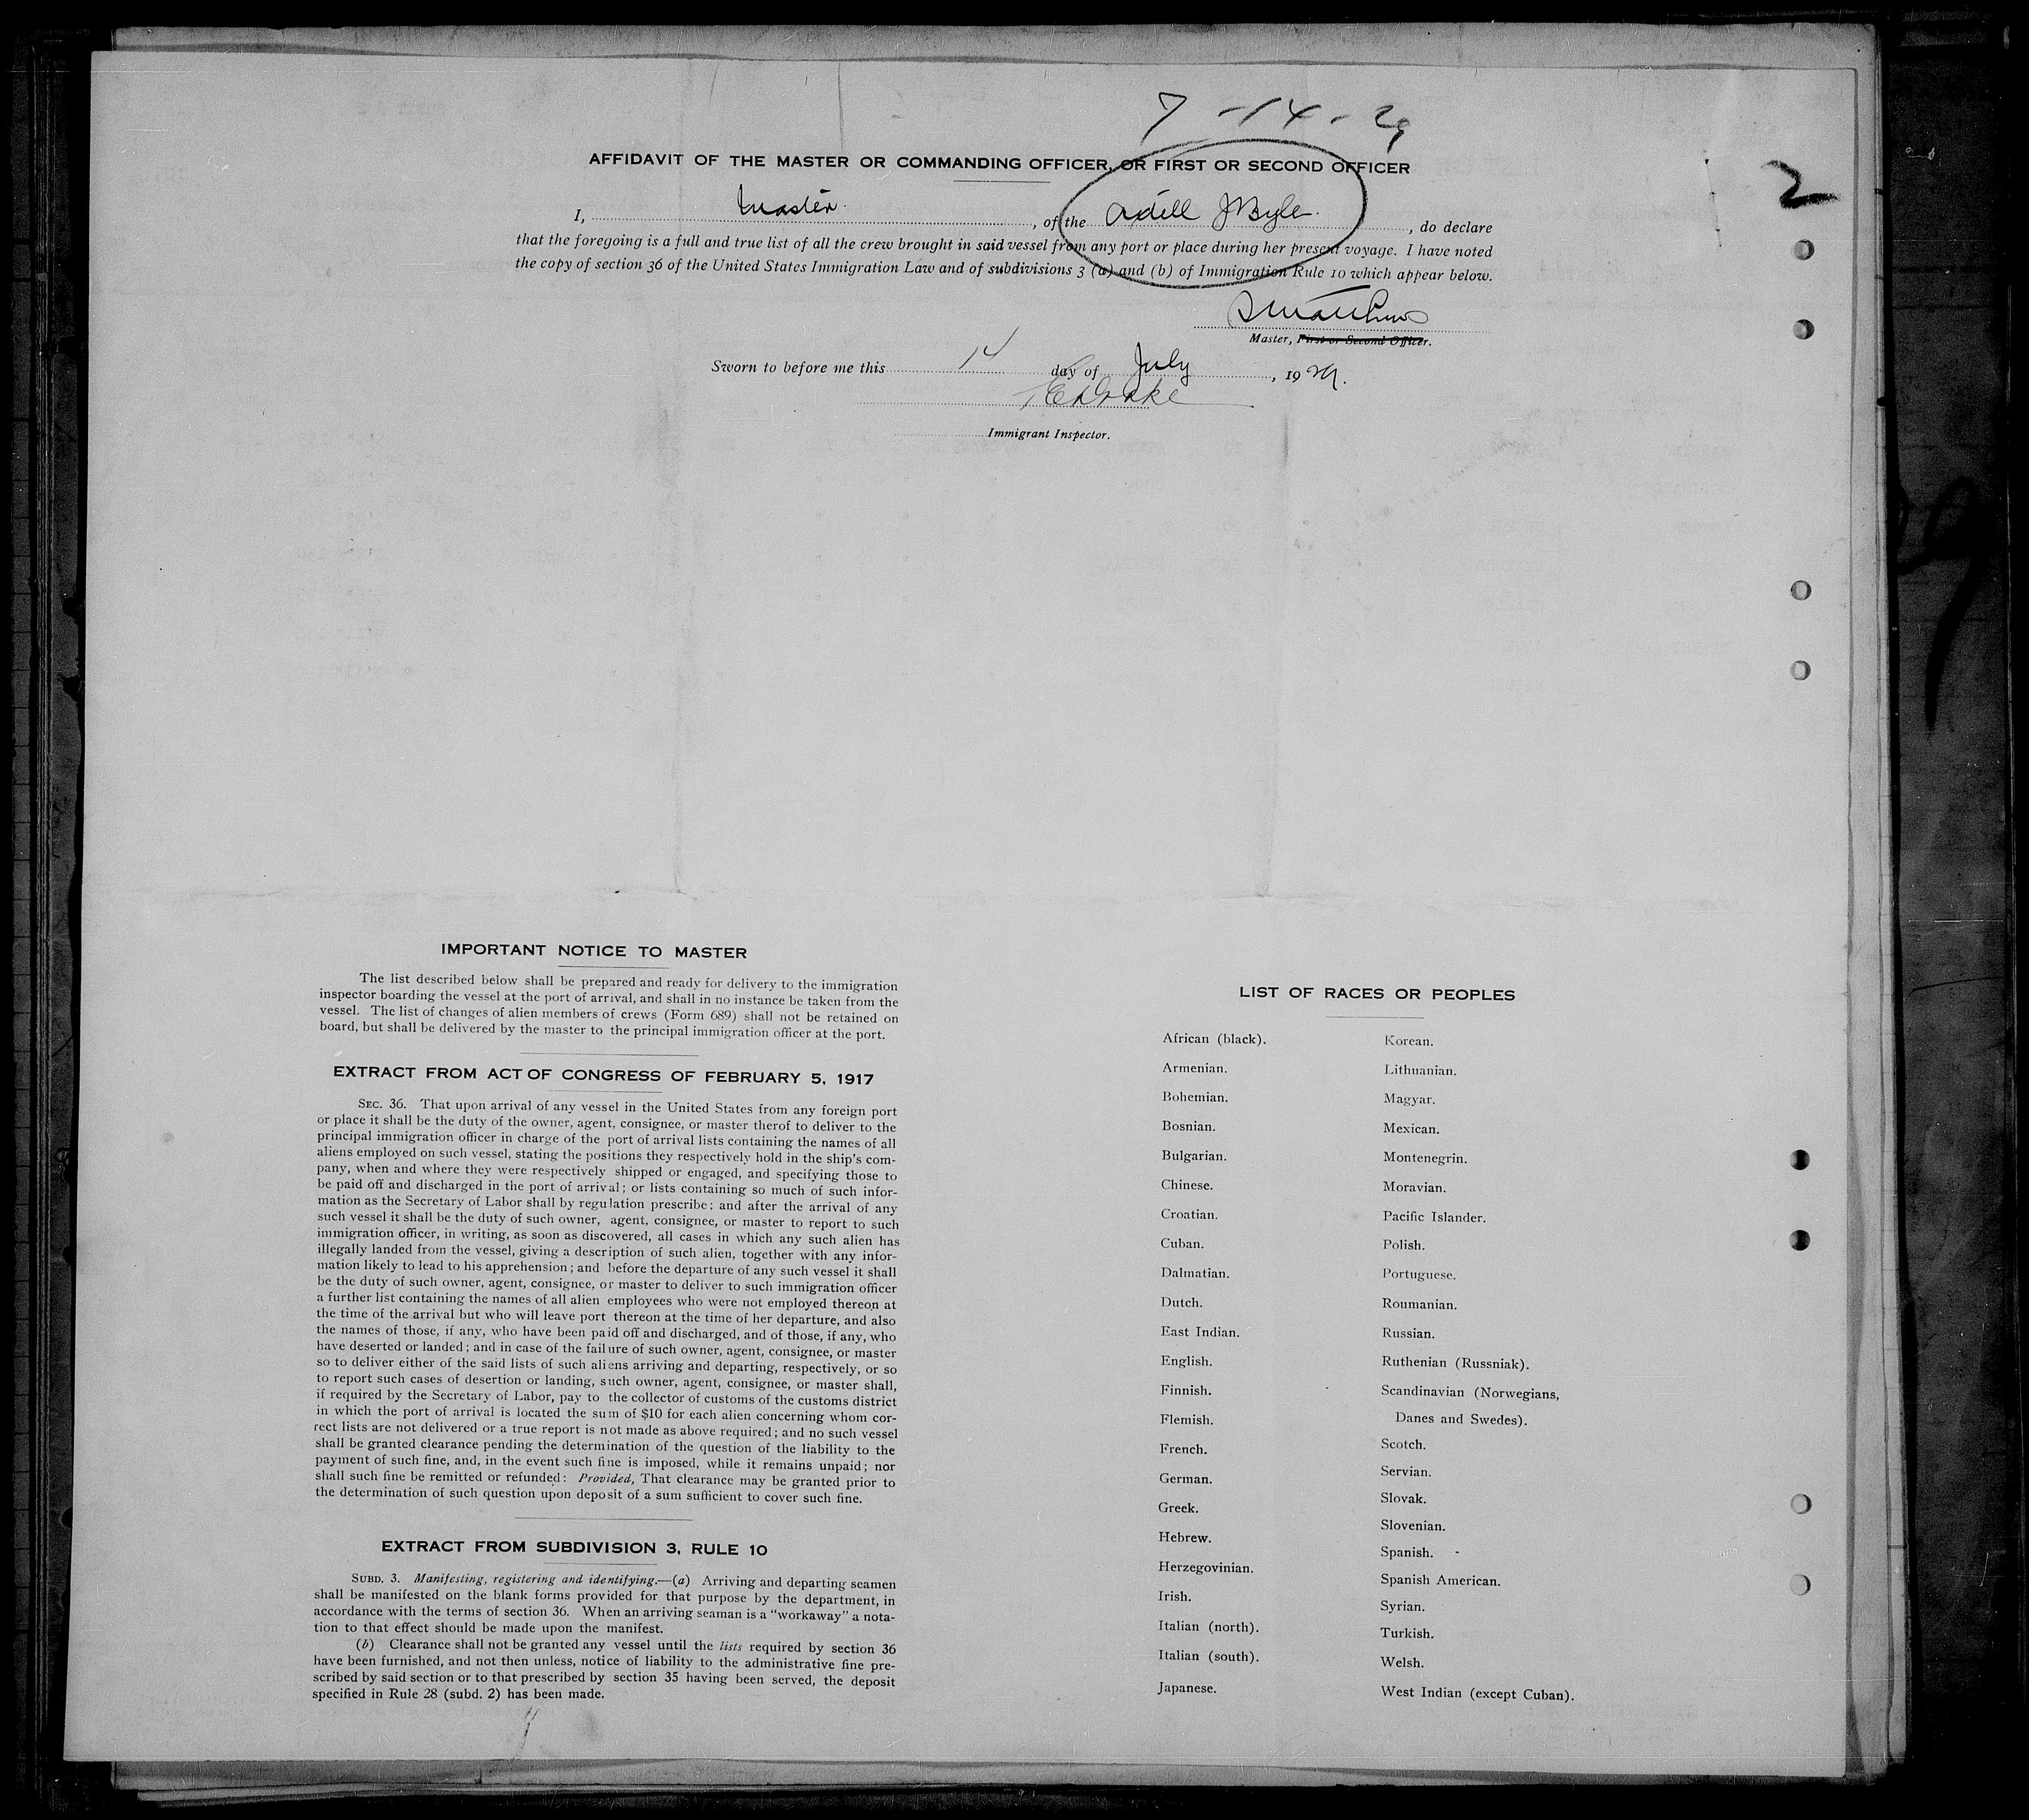 7-14-29
2
AFFIDAVIT OF THE MASTER OR COMMANDING OFFICER, OR FIRST OR SECOND OFFICER
I, Master, of the , do declare
that the foregoing is a full and true list of all the crew brought in said vessel from any port or place during her present voyage. I have noted
the copy of section 36 of the United States Immigration Law and of subdivisions 3 (a) and (b) of Immigration Rule 10 which appear below.
Master, First or Second Officer.
Sworn to before me this 14 day of July, 1929.
Immigrant Inspector.
IMPORTANT NOTICE TO MASTER
The list described below shall be prepared and ready for delivery to the immigration
inspector boarding the vessel at the port of arrival, and shall in no instance be taken from the
vessel. The list of changes of alien members of crews (Form 689) shall not be retained on
board, but shall be delivered by the master to the principal immigration officer at the port.
EXTRACT FROM ACT OF CONGRESS OF FEBRUARY 5, 1917
SEC. 36. That upon arrival of any vessel in the United States from any foreign port
or place it shall be the duty of the owner, agent, consignee, or master therof to deliver to the
principal immigration officer in charge of the port of arrival lists containing the names of all
aliens employed on such vessel, stating the positions they respectively hold in the ship's com-
pany, when and where they were respectively shipped or engaged, and specifying those to
be paid off and discharged in the port of arrival; or lists containing so much of such infor-
mation as the Secretary of Labor shall by regulation prescribe; and after the arrival of any
such vessel it shall be the duty of such owner, agent, consignee, or master to report to such
immigration officer, in writing, as soon as discovered, all cases in which any such alien has
illegally landed from the vessel, giving a description of such alien, together with any infor-
mation likely to lead to his apprehension; and before the departure of any such vessel it shall
be the duty of such owner, agent, consignee, or master to deliver to such immigration officer
a further list containing the names of all alien employees who were not employed thereon at
the time of the arrival but who will leave port thereon at the time of her departure, and also
the names of those, if any, who have been paid off and discharged, and of those, if any, who
have deserted or landed; and in case of the failure of such owner, agent, consignee, or master
so to deliver either of the said lists of such aliens arriving and departing, respectively, or so
to report such cases of desertion or landing, such owner, agent, consignee, or master shall,
if required by the Secretary of Labor, pay to the collector of customs of the customs district
in which the port of arrival is located the sum of $10 for each alien concerning whom cor-
rect lists are not delivered or a true report is not made as above required; and no such vessel
shall be granted clearance pending the determination of the question of the liability to the
payment of such fine, and, in the event such fine is imposed, while it remains unpaid; nor
shall such fine be remitted or refunded: Provided, That clearance may be granted prior to
the determination of such question upon deposit of a sum sufficient to cover such fine.
EXTRACT FROM SUBDIVISION 3, RULE 10
SUBD. 3. Manifesting, registering and identifying.—(a) Arriving and departing seamen
shall be manifested on the blank forms provided for that purpose by the department, in
accordance with the terms of section 36. When an arriving seaman is a "workaway" a nota-
tion to that effect should be made upon the manifest.
(b) Clearance shall not be granted any vessel until the lists required by section 36
have been furnished, and not then unless, notice of liability to the administrative fine pre-
scribed by said section or to that prescribed by section 35 having been served, the deposit
specified in Rule 28 (subd. 2) has been made.
LIST OF RACES OR PEOPLES
African (black).
Armenian.
Bohemian.
Bosnian.
Bulgarian.
Chinese.
Croatian.
Cuban.
Dalmatian.
Dutch.
East Indian.
English.
Finnish.
Flemish.
French.
German.
Greek.
Hebrew.
Herzegovinian.
Irish.
Italian (north).
Italian (south).
Japanese.
Korean.
Lithuanian.
Magyar.
Mexican.
Montenegrin.
Moravian.
Pacific Islander.
Polish.
Portuguese.
Roumanian.
Russian.
Ruthenian (Russniak).
Scandinavian (Norwegians,
Danes and Swedes).
Scotch.
Servian.
Slovak.
Slovenian.
Spanish.
Spanish American.
Syrian.
Turkish.
Welsh.
West Indian (except Cuban).